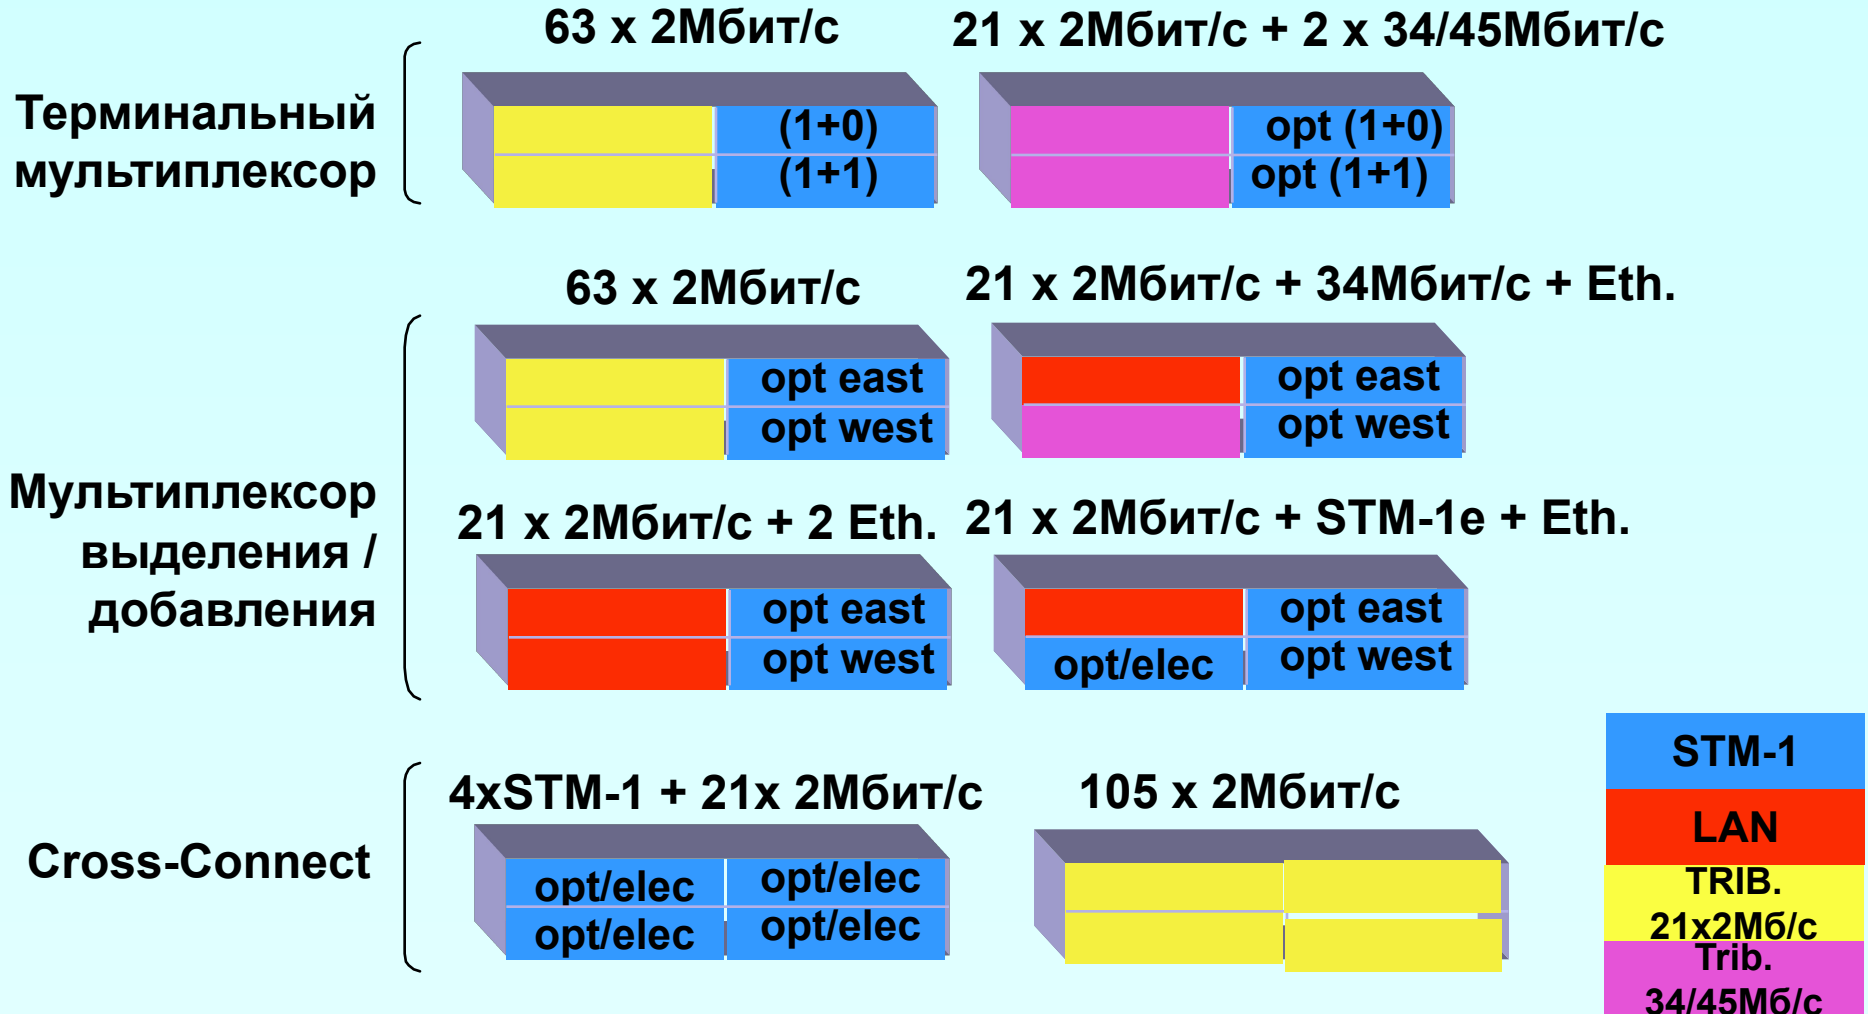 63 x 2Мбит/с
21 x 2Мбит/с + 2 x 34/45Мбит/с
Терминальный
мультиплексор
(1+0)
(1+1)
opt (1+0)
opt (1+1)
63 x 2Мбит/с
21 x 2Мбит/с + 34Мбит/с + Eth.
opt east
opt west
opt east
opt west
Мультиплексор
выделения /
добавления
21 x 2Мбит/с + 2 Eth.
21 x 2Мбит/с + STM-1e + Eth.
opt east
opt west
opt east
opt/elec
opt west
Cross-Connect
4xSTM-1 + 21x 2Мбит/с
105 x 2Мбит/с
opt/elec
opt/elec
opt/elec
opt/elec
STM-1
LAN
TRIB.
21x2Мб/с
Trib.
34/45Мб/с